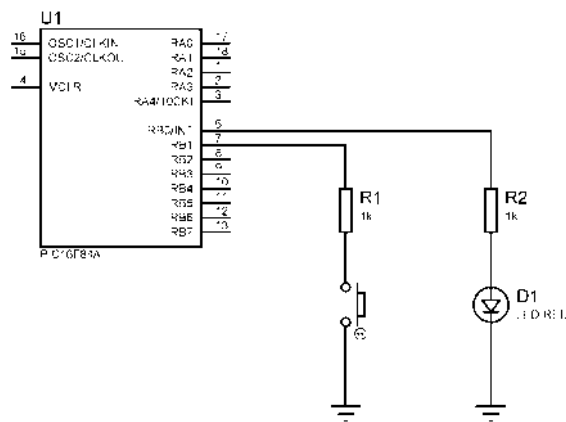 U1
16 OSC1/CLKIN RA0 17
15 OSC2/CLKOU RA1 18
RA2 1
4 MCLR RA3 2
RA4/T0CKI 3
RB0/INT 6
RB1 7
RB2 8
RB3 9
RB4 10
RB5 11
RB6 12
RB7 13
PIC16F84A
R1
1k
R2
1k
D1
LED-RED